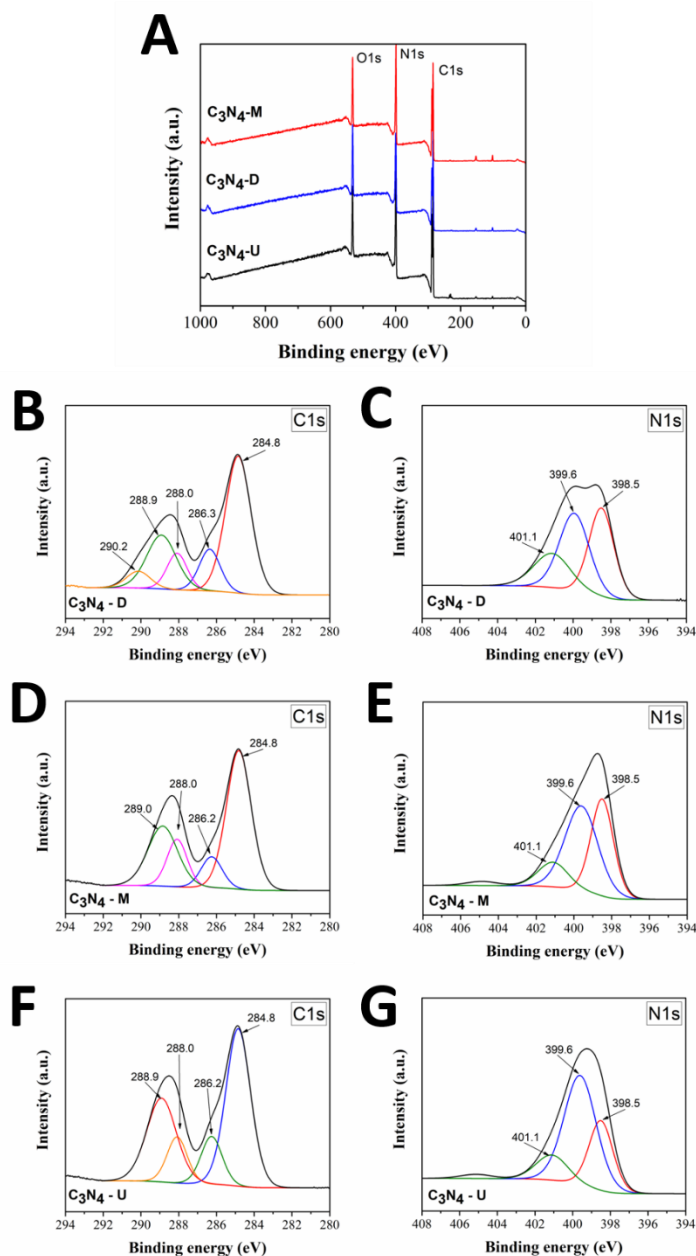 A
O1s
N1s
C1s
C3N4-M
C3N4-D
C3N4-U
Intensity (a.u.)
1000 800 600 400 200 0
Binding energy (eV)
B
C1s
284.8
288.9
288.0
286.3
290.2
Intensity (a.u.)
C3N4 - D
294 292 290 288 286 284 282 280
Binding energy (eV)
C
N1s
399.6
398.5
401.1
Intensity (a.u.)
C3N4 - D
408 406 404 402 400 398 396 394
Binding energy (eV)
D
C1s
284.8
288.0
289.0
286.2
Intensity (a.u.)
C3N4 - M
294 292 290 288 286 284 282 280
Binding energy (eV)
E
N1s
399.6
398.5
401.1
Intensity (a.u.)
C3N4 - M
408 406 404 402 400 398 396 394
Binding energy (eV)
F
C1s
284.8
288.0
288.9
286.2
Intensity (a.u.)
C3N4 - U
294 292 290 288 286 284 282 280
Binding energy (eV)
G
N1s
399.6
398.5
401.1
Intensity (a.u.)
C3N4 - U
408 406 404 402 400 398 396 394
Binding energy (eV)